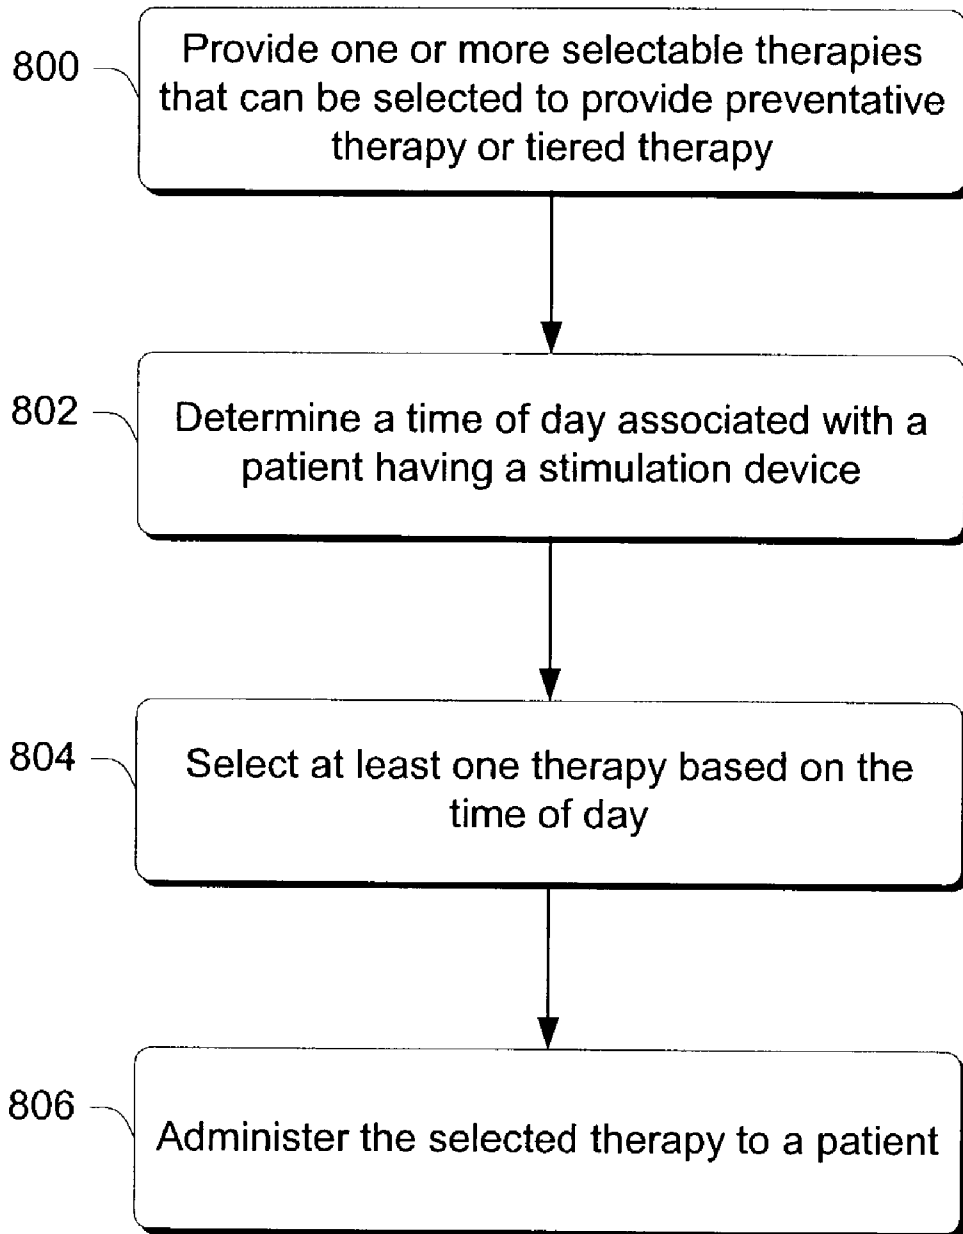 800
Provide one or more selectable therapies
that can be selected to provide preventative
therapy or tiered therapy
802
Determine a time of day associated with a
patient having a stimulation device
804
Select at least one therapy based on the
time of day
806
Administer the selected therapy to a patient